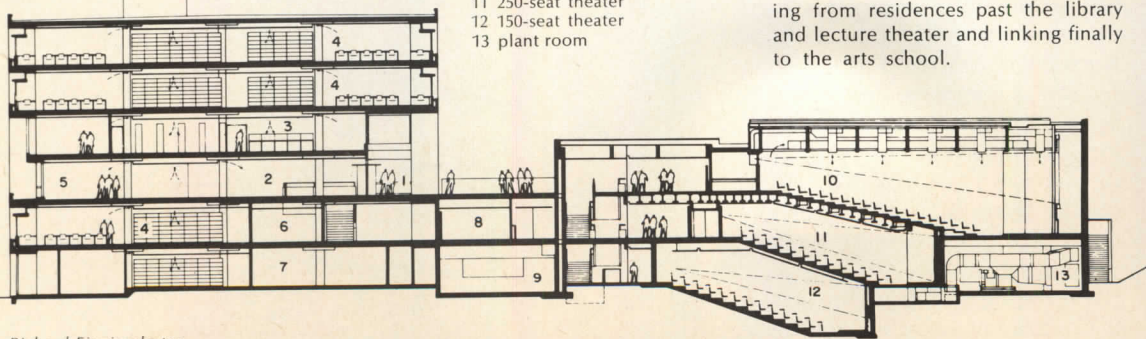 11 250-seat theater
12 150-seat theater
13 plant room
ing from residences past the library
and lecture theater and linking finally
to the arts school.
4
4
3
5
2
1
10
4
6
8
11
7
9
12
13